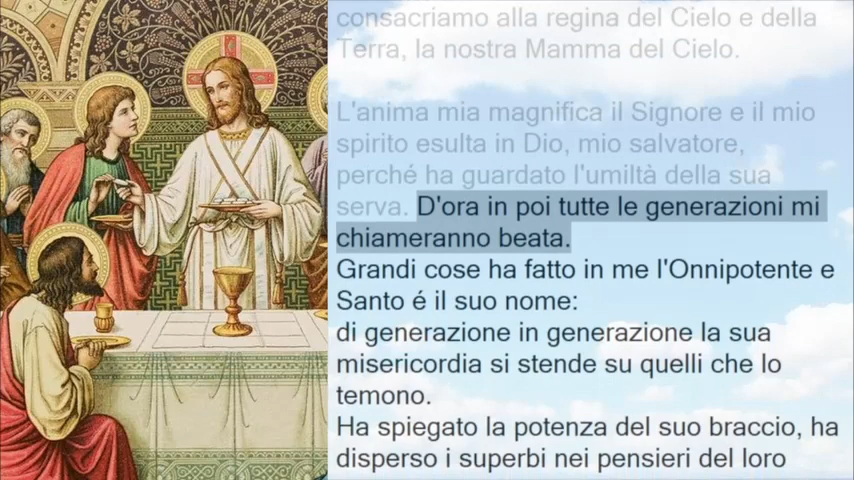 consacriamo alla regina del Cielo e della
Terra, la nostra Mamma del Cielo.
L'anima mia magnifica il Signore e il mio
spirito esulta in Dio, mio salvatore,
perché ha guardato l'umiltà della sua
serva. D'ora in poi tutte le generazioni mi
chiameranno beata.
Grandi cose ha fatto in me l'Onnipotente e
Santo é il suo nome:
di generazione in generazione la sua
misericordia si stende su quelli che lo
temono.
Ha spiegato la potenza del suo braccio, ha
disperso i superbi nei pensieri del loro